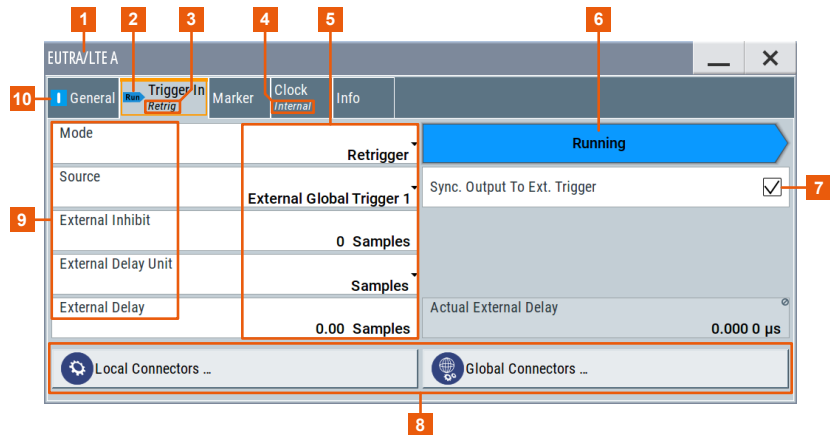 1 2 3 4 5 6
EUTRA/LTE A
10 General Run Trigger In Marker Clock Info
Retrig Internal
Mode
Retrigger
Running
Source
External Global Trigger 1
Sync. Output To Ext. Trigger
7
9
External Inhibit
0 Samples
External Delay Unit
Samples
External Delay
0.00 Samples
Actual External Delay
0.000 0 µs
Local Connectors ...
Global Connectors ...
8